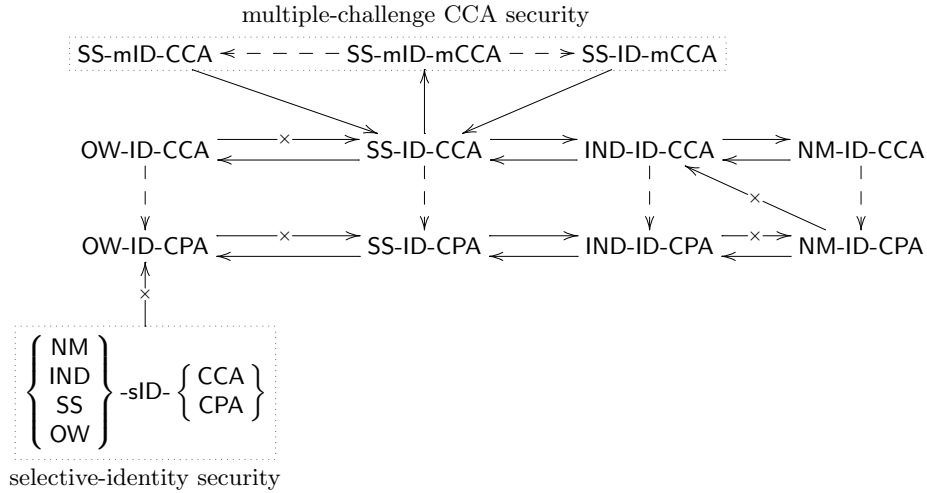 multiple-challenge CCA security
SS-mID-CCA SS-mID-mCCA SS-ID-mCCA
OW-ID-CCA × SS-ID-CCA IND-ID-CCA NM-ID-CCA
×
OW-ID-CPA × SS-ID-CPA IND-ID-CPA × NM-ID-CPA
×
NM
IND
SS
OW
-sID-
CCA
CPA
selective-identity security